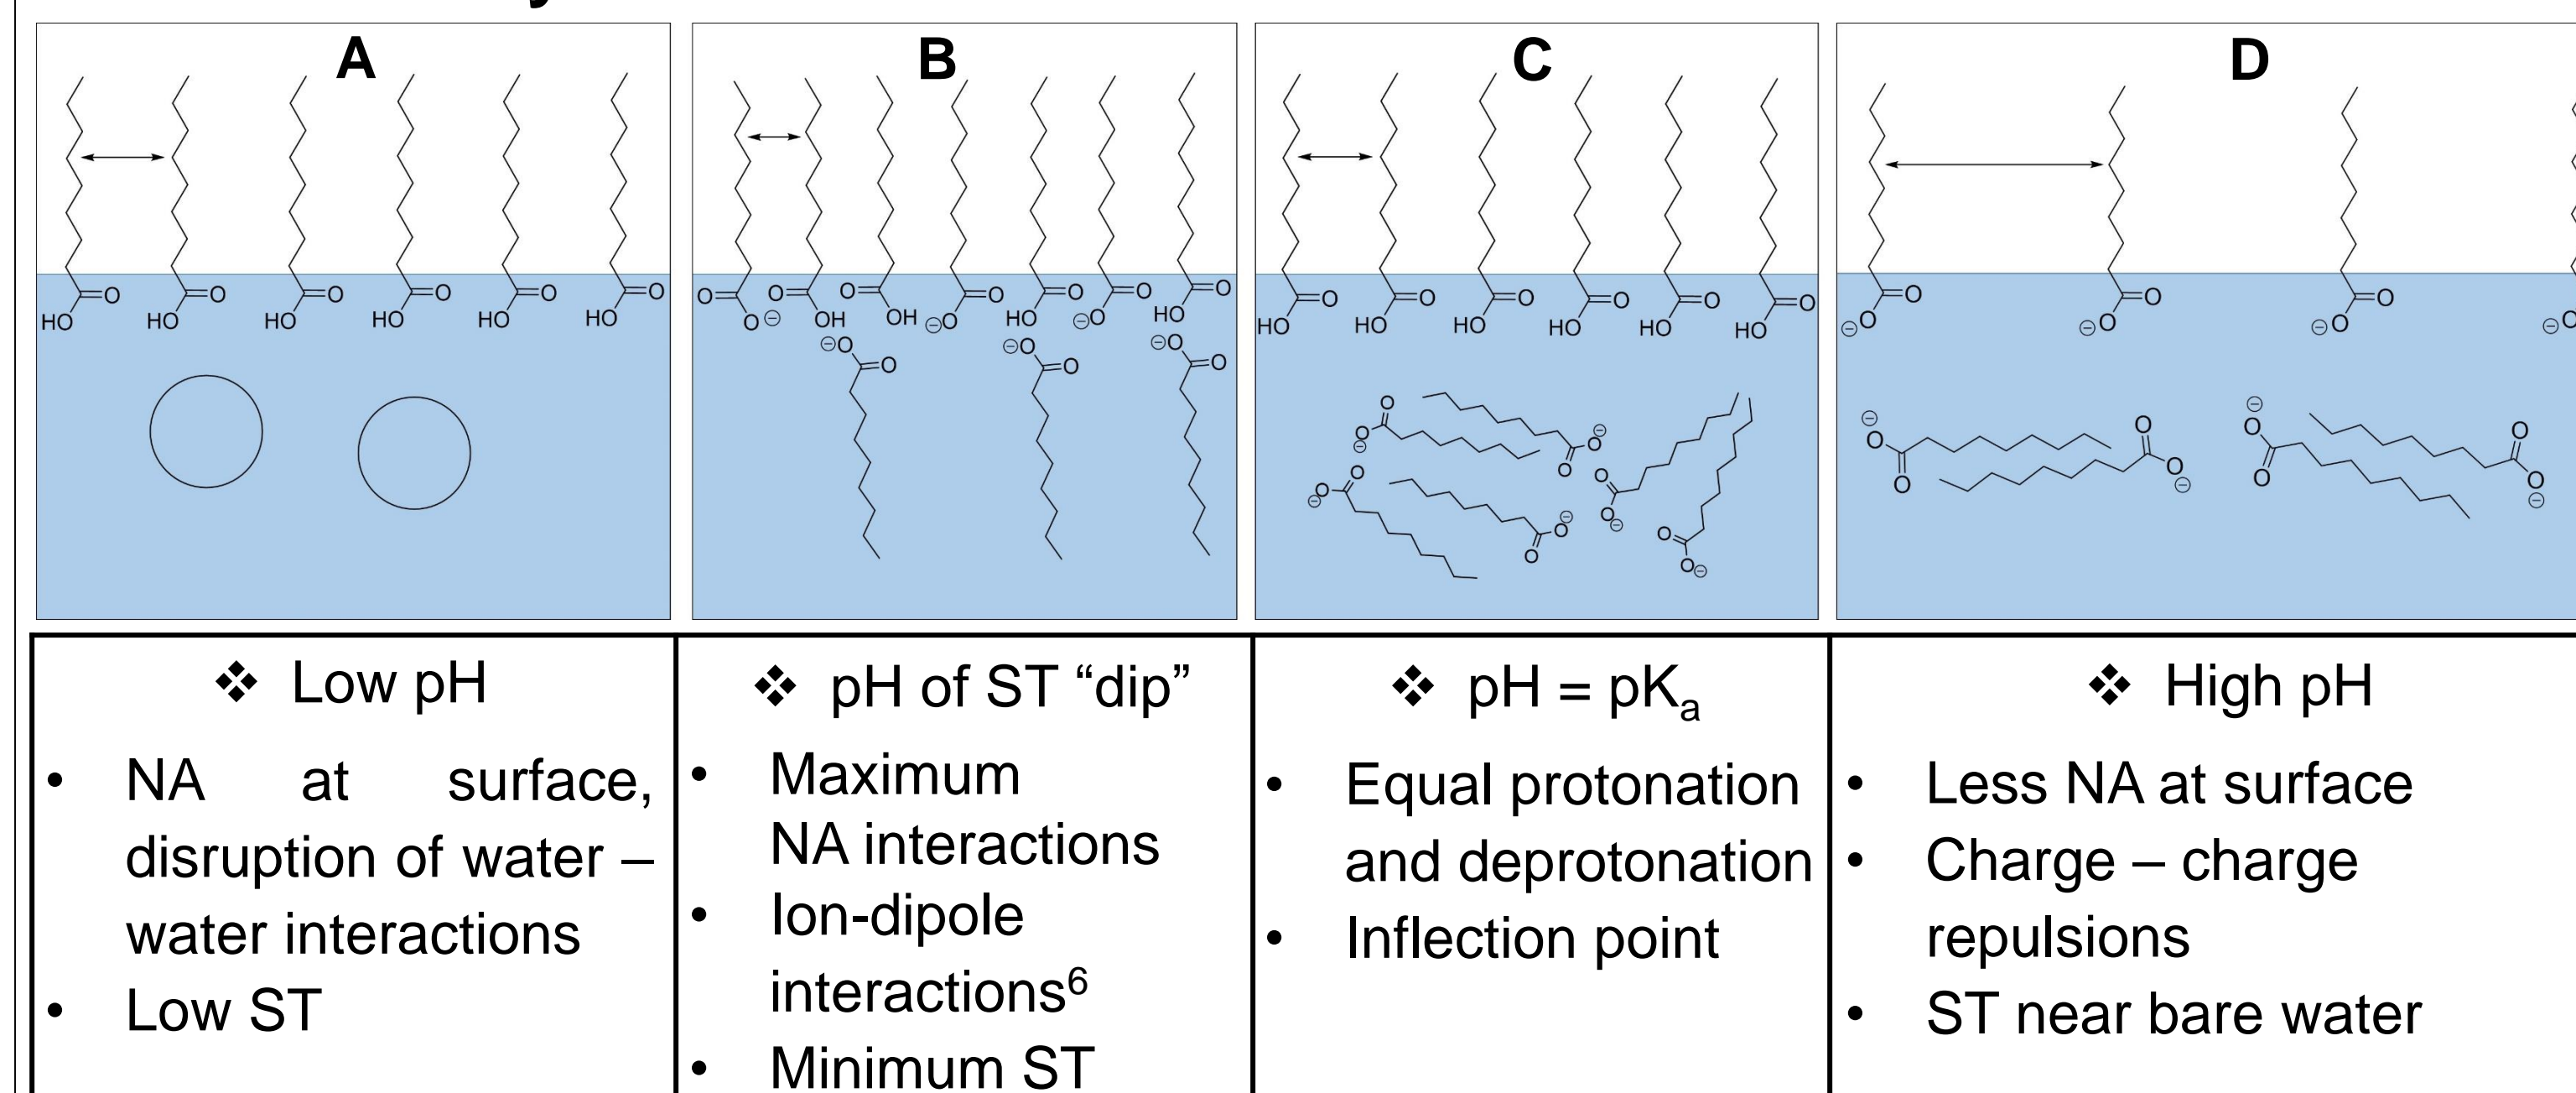 A
O O O O O O
HO HO HO HO HO HO
B
O O O O O O O
O⊖ OH OH ⊖O HO ⊖O HO
⊖O ⊖O ⊖O
O O O
C
O O O O O O
HO HO HO HO HO HO
O O⊖ O⊖ O
O O⊖ O⊖ O
O O⊖ O O⊖
D
O O O
⊖O ⊖O ⊖O ⊖O
⊖O O O O⊖
⊖O O O O⊖
❖ Low pH
• NA at surface,
disruption of water –
water interactions
• Low ST
❖ pH of ST “dip”
• Maximum
NA interactions
• Ion-dipole
interactions⁶
• Minimum ST
❖ pH = pKₐ
• Equal protonation
and deprotonation
• Inflection point
❖ High pH
• Less NA at surface
• Charge – charge
repulsions
• ST near bare water